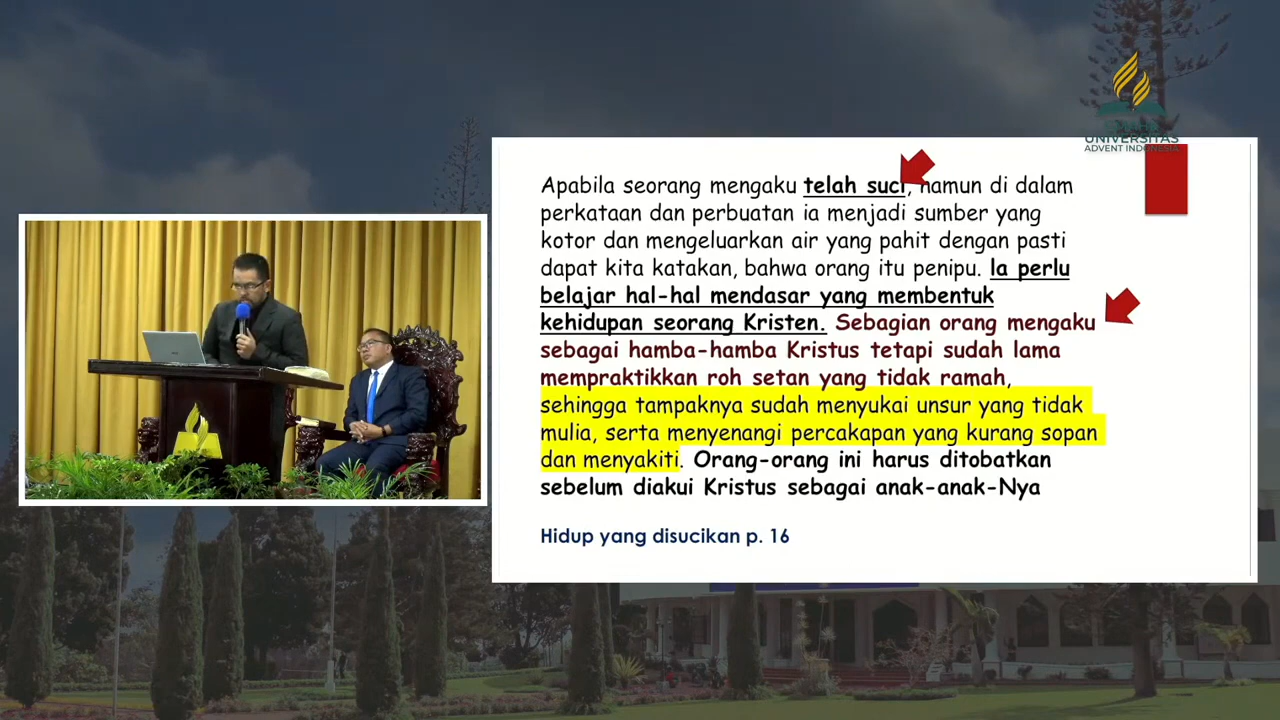 UNIVERSITAS
ADVENT INDONESIA
Apabila seorang mengaku telah suci, namun di dalam
perkataan dan perbuatan ia menjadi sumber yang
kotor dan mengeluarkan air yang pahit dengan pasti
dapat kita katakan, bahwa orang itu penipu. Ia perlu
belajar hal-hal mendasar yang membentuk
kehidupan seorang Kristen. Sebagian orang mengaku
sebagai hamba-hamba Kristus tetapi sudah lama
mempraktikkan roh setan yang tidak ramah,
sehingga tampaknya sudah menyukai unsur yang tidak
mulia, serta menyenangi percakapan yang kurang sopan
dan menyakiti. Orang-orang ini harus ditobatkan
sebelum diakui Kristus sebagai anak-anak-Nya
Hidup yang disucikan p. 16